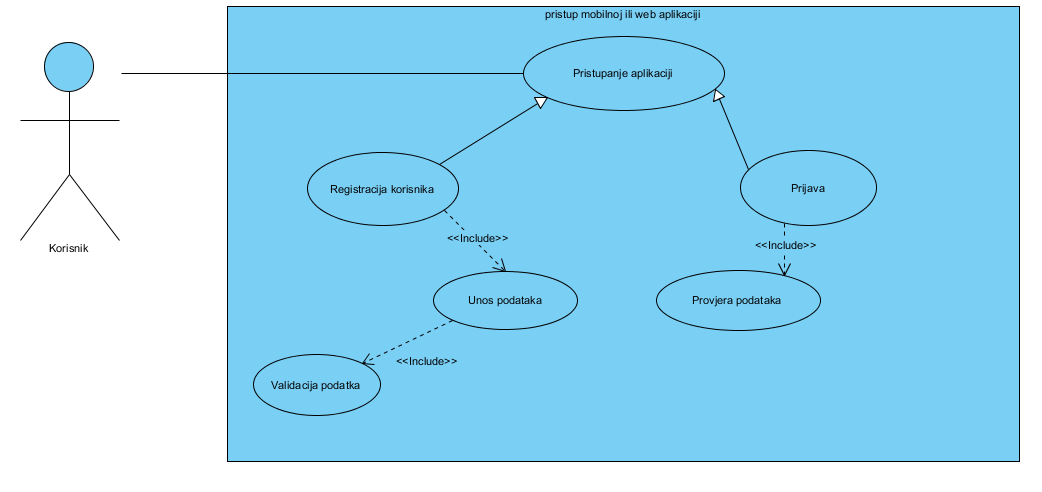 pristup mobilnoj ili web aplikaciji
Pristupanje aplikaciji
Registracija korisnika
Prijava
<<Include>>
<<Include>>
Korisnik
Unos podataka
Provjera podataka
<<Include>>
Validacija podatka